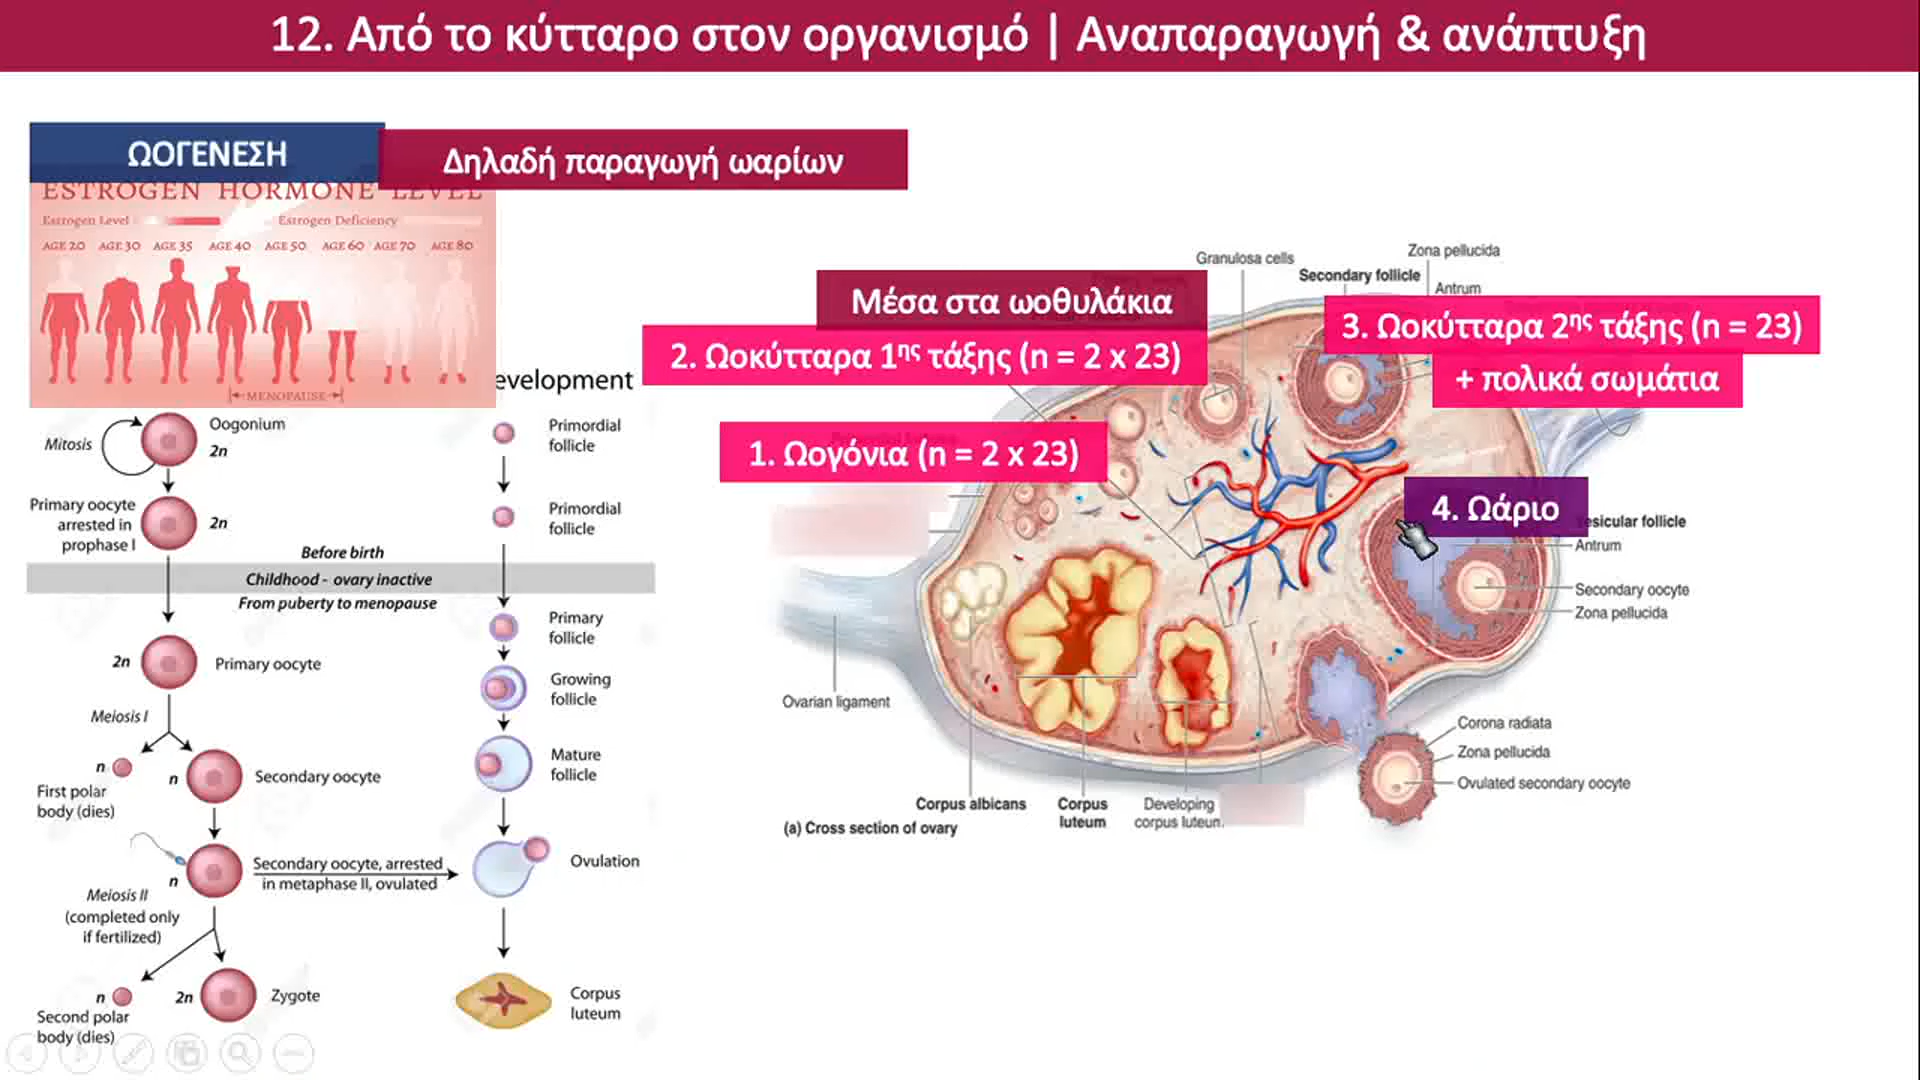 12. Από το κύτταρο στον οργανισμό | Αναπαραγωγή & ανάπτυξη
ΩΟΓΕΝΕΣΗ
Δηλαδή παραγωγή ωαρίων
ESTROGEN HORMONE LEVEL
Estrogen Level
Estrogen Deficiency
AGE 20 AGE 30 AGE 35 AGE 40 AGE 50 AGE 60 AGE 70 AGE 80
MENOPAUSE
evelopment
Mitosis
Oogonium
2n
Primordial
follicle
Primary oocyte
arrested in
prophase I
2n
Primordial
follicle
Before birth
Childhood - ovary inactive
From puberty to menopause
2n
Primary oocyte
Primary
follicle
Growing
follicle
Meiosis I
n
First polar
body (dies)
n
Secondary oocyte
Mature
follicle
n
Meiosis II
(completed only
if fertilized)
Secondary oocyte, arrested
in metaphase II, ovulated
Ovulation
n
Second polar
body (dies)
2n
Zygote
Corpus
luteum
Μέσα στα ωοθυλάκια
2. Ωοκύτταρα 1ης τάξης (n = 2 x 23)
1. Ωογόνια (n = 2 x 23)
Granulosa cells
Zona pellucida
Secondary follicle
Antrum
3. Ωοκύτταρα 2ης τάξης (n = 23)
+ πολικά σωμάτια
4. Ωάριο
esicular follicle
Antrum
Secondary oocyte
Zona pellucida
Ovarian ligament
Corona radiata
Zona pellucida
Ovulated secondary oocyte
Corpus albicans
Corpus
luteum
Developing
corpus luteum
(a) Cross section of ovary